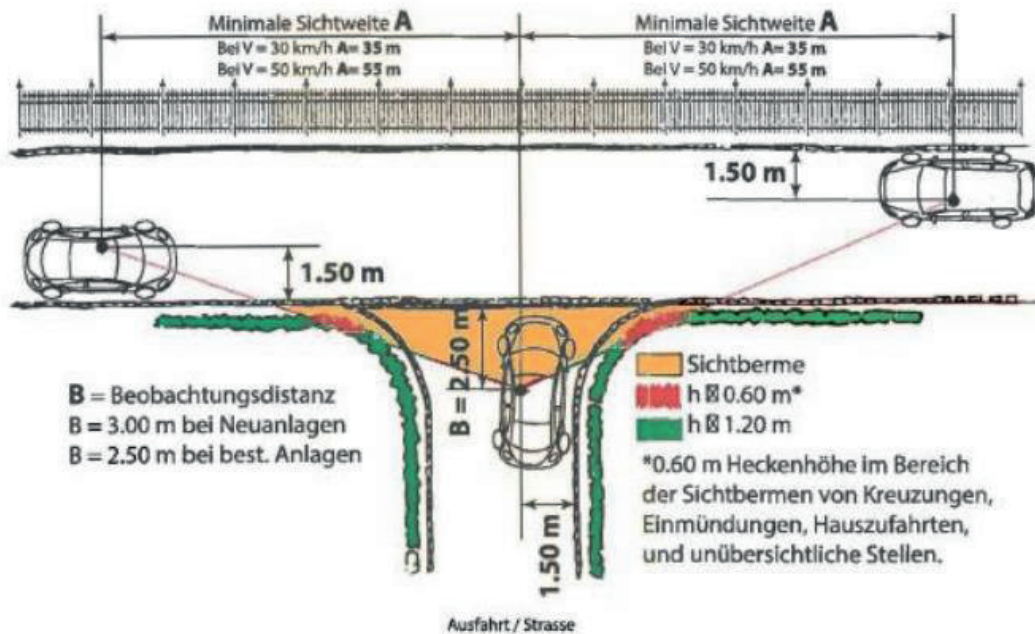 Minimale Sichtweite A
Bei V = 30 km/h A= 35 m
Bei V = 50 km/h A= 55 m
Minimale Sichtweite A
Bei V = 30 km/h A= 35 m
Bei V = 50 km/h A= 55 m
1.50 m
1.50 m
B = 2.50 m
B = Beobachtungsdistanz
B = 3.00 m bei Neuanlagen
B = 2.50 m bei best. Anlagen
Sichtberme
h 0.60 m*
h 1.20 m
*0.60 m Heckenhöhe im Bereich
der Sichtbermen von Kreuzungen,
Einmündungen, Hauszufahrten,
und unübersichtliche Stellen.
1.50 m
Ausfahrt / Strasse